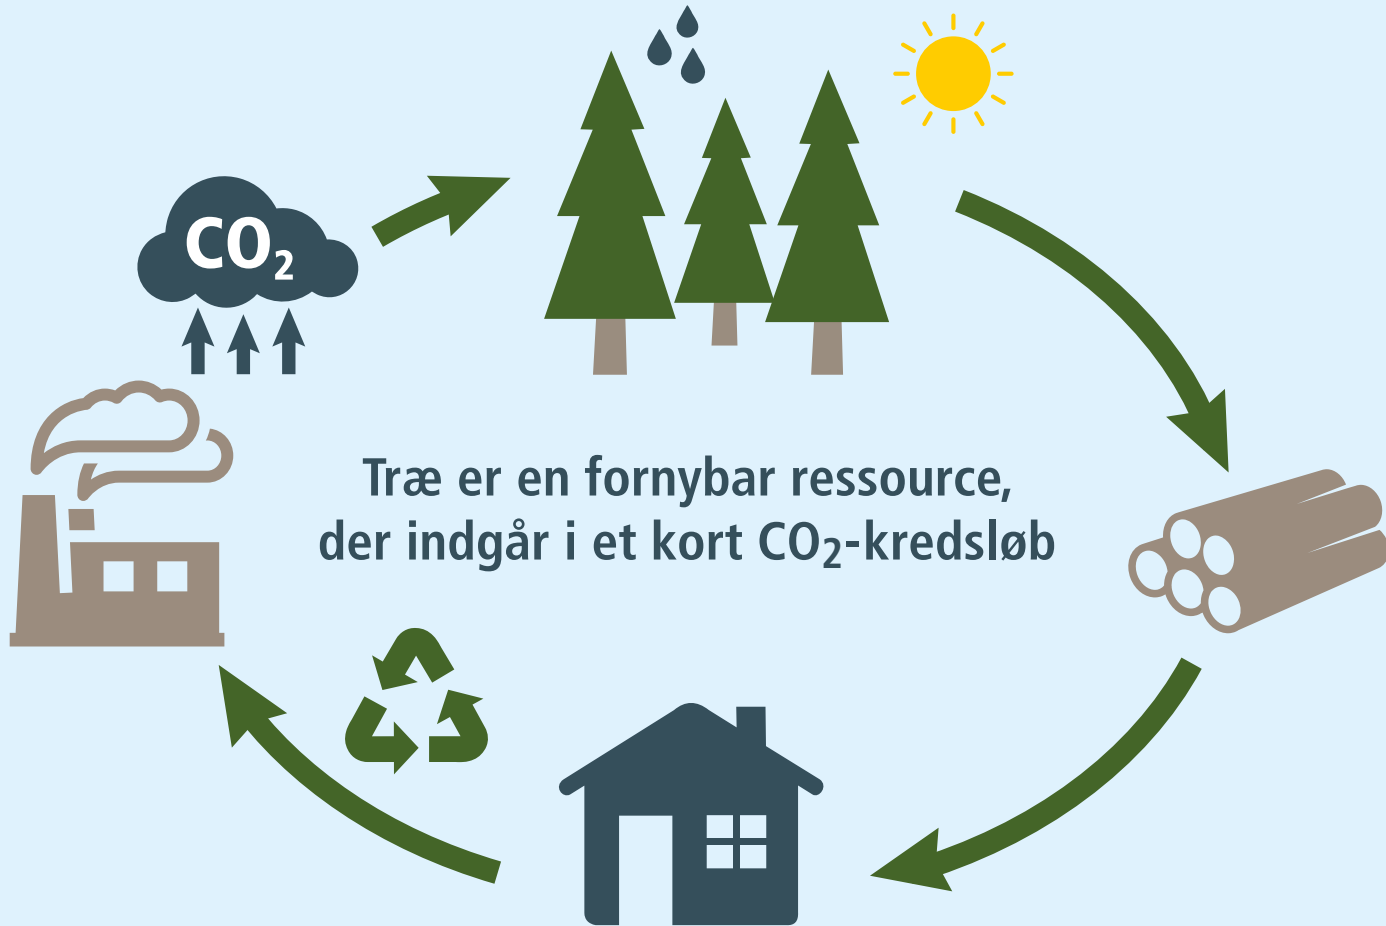 CO₂
Træ er en fornybar ressource,
der indgår i et kort CO₂-kredsløb